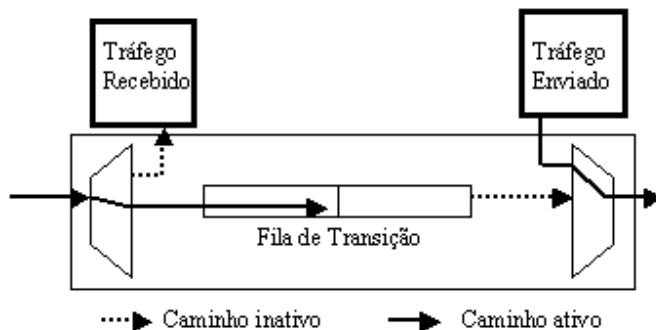 Tráfego
Recebido
Tráfego
Enviado
Fila de Transição
Caminho inativo
Caminho ativo